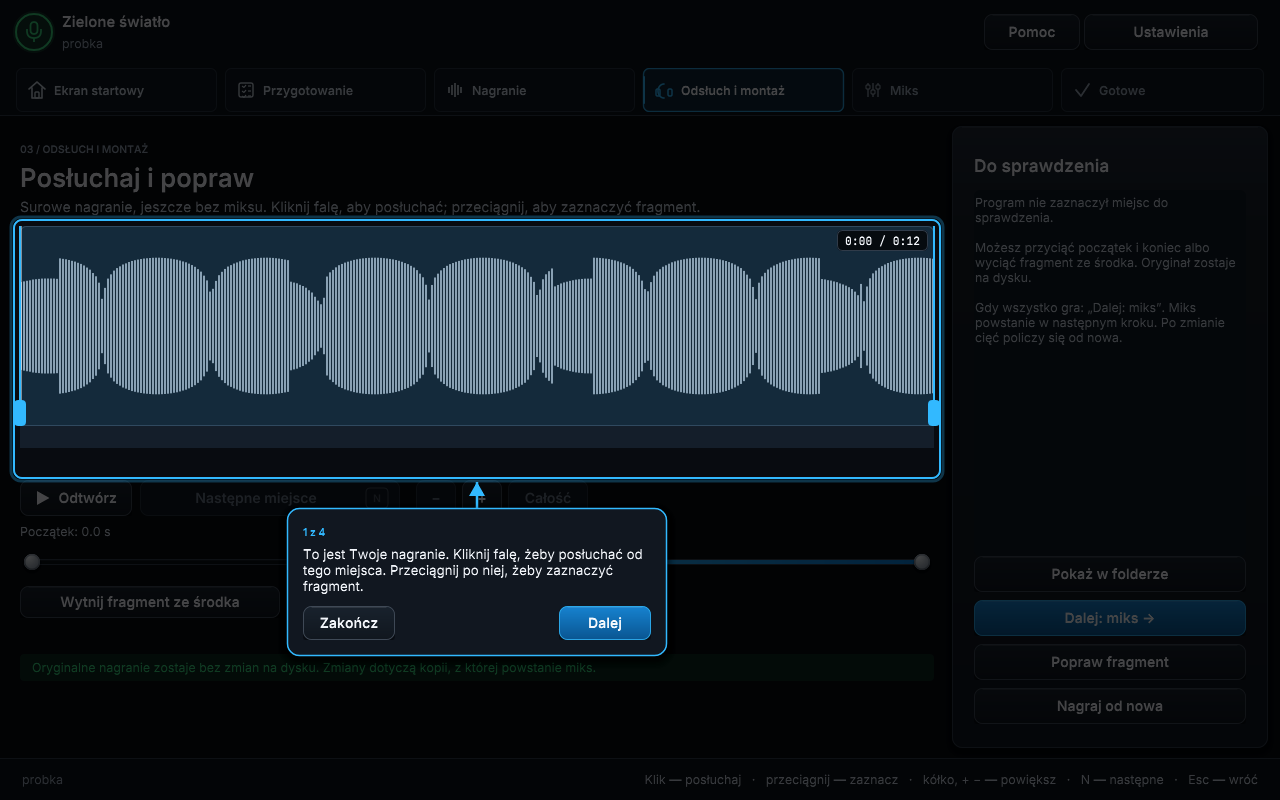 Zielone światło
probka
Pomoc
Ustawienia
Ekran startowy
Przygotowanie
Nagranie
Odsłuch i montaż
Miks
Gotowe
03 / ODSŁUCH I MONTAŻ
Posłuchaj i popraw
Surowe nagranie, jeszcze bez miksu. Kliknij falę, aby posłuchać; przeciągnij, aby zaznaczyć fragment.
0:00 / 0:12
Odtwórz
Następne miejsce
N
–
+
Całość
Początek: 0.0 s
Wytnij fragment ze środka
1 z 4
To jest Twoje nagranie. Kliknij falę, żeby posłuchać od
tego miejsca. Przeciągnij po niej, żeby zaznaczyć
fragment.
Zakończ
Dalej
Oryginalne nagranie zostaje bez zmian na dysku. Zmiany dotyczą kopii, z której powstanie miks.
Do sprawdzenia
Program nie zaznaczył miejsc do
sprawdzenia.
Możesz przyciąć początek i koniec albo
wyciąć fragment ze środka. Oryginał zostaje
na dysku.
Gdy wszystko gra: „Dalej: miks”. Miks
powstanie w następnym kroku. Po zmianie
cięć policzy się od nowa.
Pokaż w folderze
Dalej: miks →
Popraw fragment
Nagraj od nowa
probka
Klik — posłuchaj · przeciągnij — zaznacz · kółko, + − — powiększ · N — następne · Esc — wróć